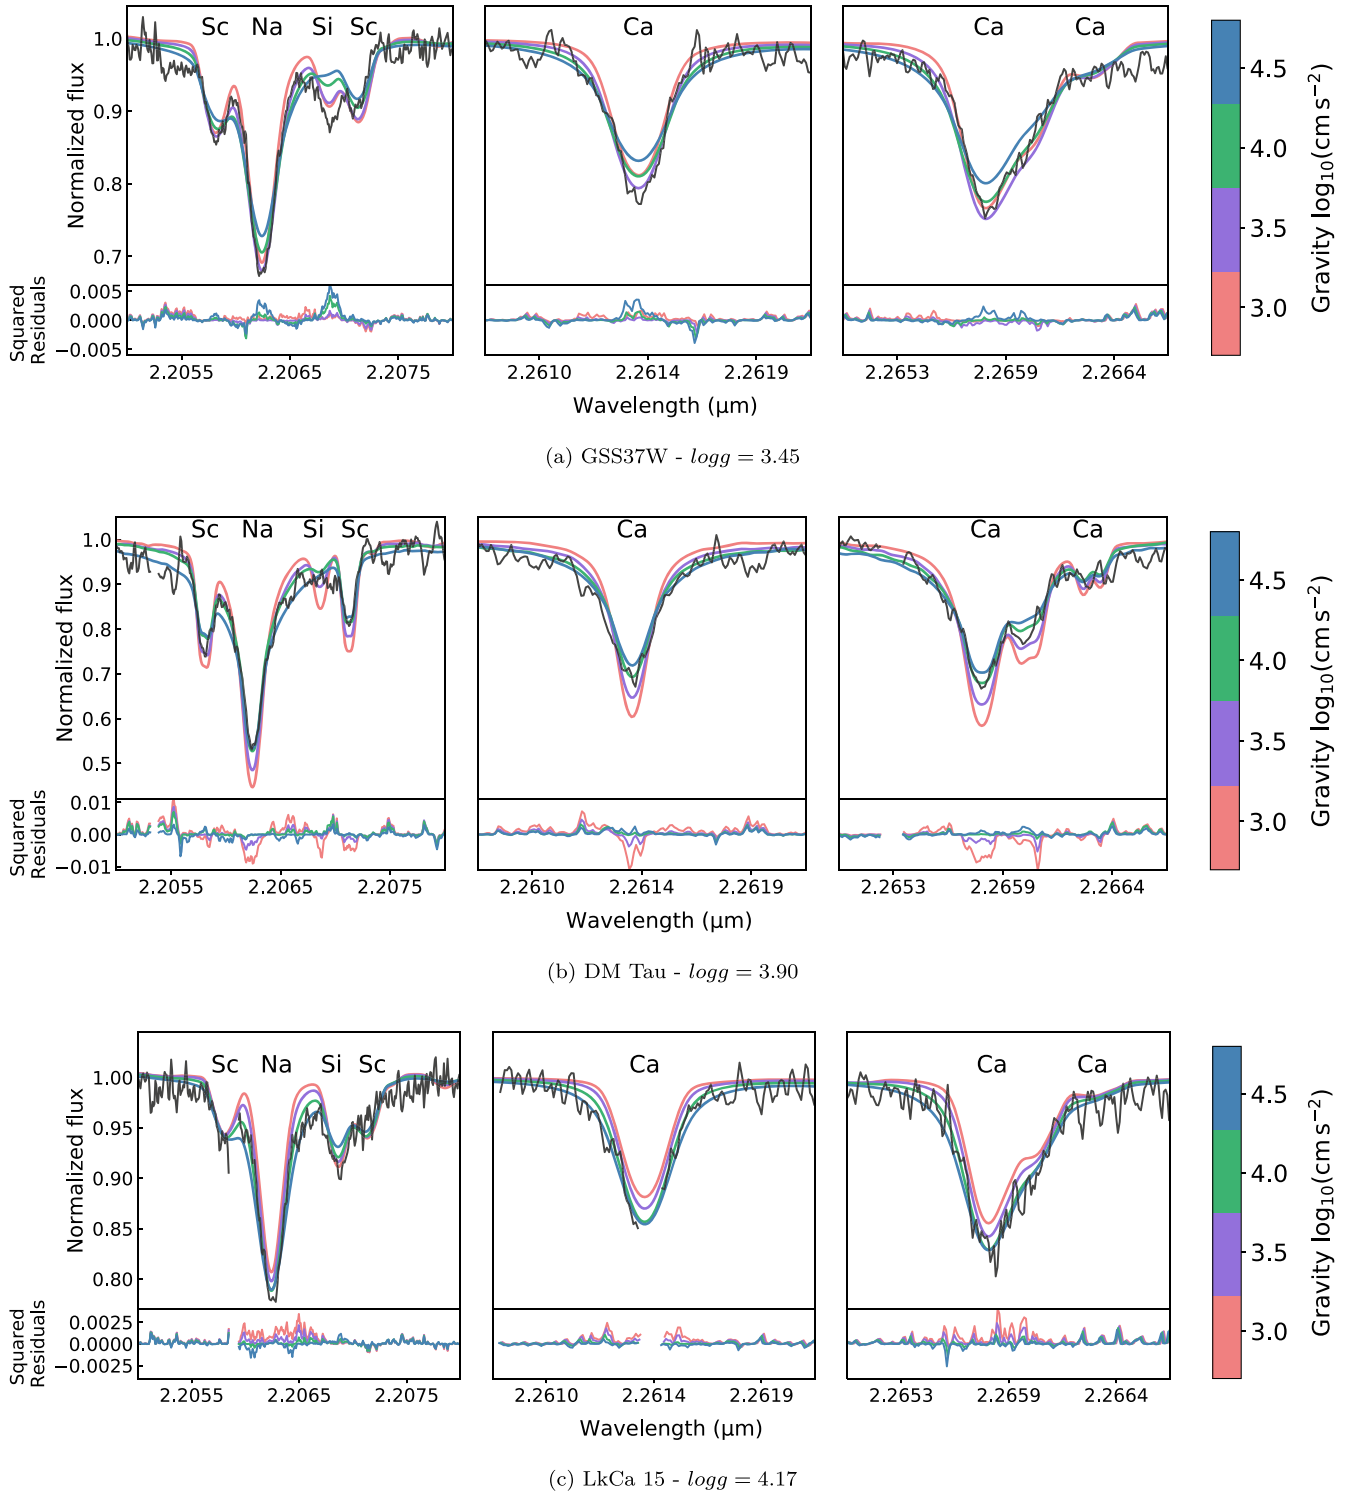 Sc Na Si Sc
Ca
Ca Ca
Normalized flux
1.0
0.9
0.8
0.7
Squared
Residuals
0.005
0.000
−0.005
2.2055 2.2065 2.2075
2.2610 2.2614 2.2619
2.2653 2.2659 2.2664
Wavelength (μm)
4.5
4.0
3.5
3.0
Gravity log₁₀(cm s⁻²)
(a) GSS37W - logg = 3.45
Sc Na Si Sc
Ca
Ca Ca
Normalized flux
1.0
0.9
0.8
0.7
0.6
0.5
Squared
Residuals
0.01
0.00
−0.01
2.2055 2.2065 2.2075
2.2610 2.2614 2.2619
2.2653 2.2659 2.2664
Wavelength (μm)
4.5
4.0
3.5
3.0
Gravity log₁₀(cm s⁻²)
(b) DM Tau - logg = 3.90
Sc Na Si Sc
Ca
Ca Ca
Normalized flux
1.00
0.95
0.90
0.85
0.80
Squared
Residuals
0.0025
0.0000
−0.0025
2.2055 2.2065 2.2075
2.2610 2.2614 2.2619
2.2653 2.2659 2.2664
Wavelength (μm)
4.5
4.0
3.5
3.0
Gravity log₁₀(cm s⁻²)
(c) LkCa 15 - logg = 4.17